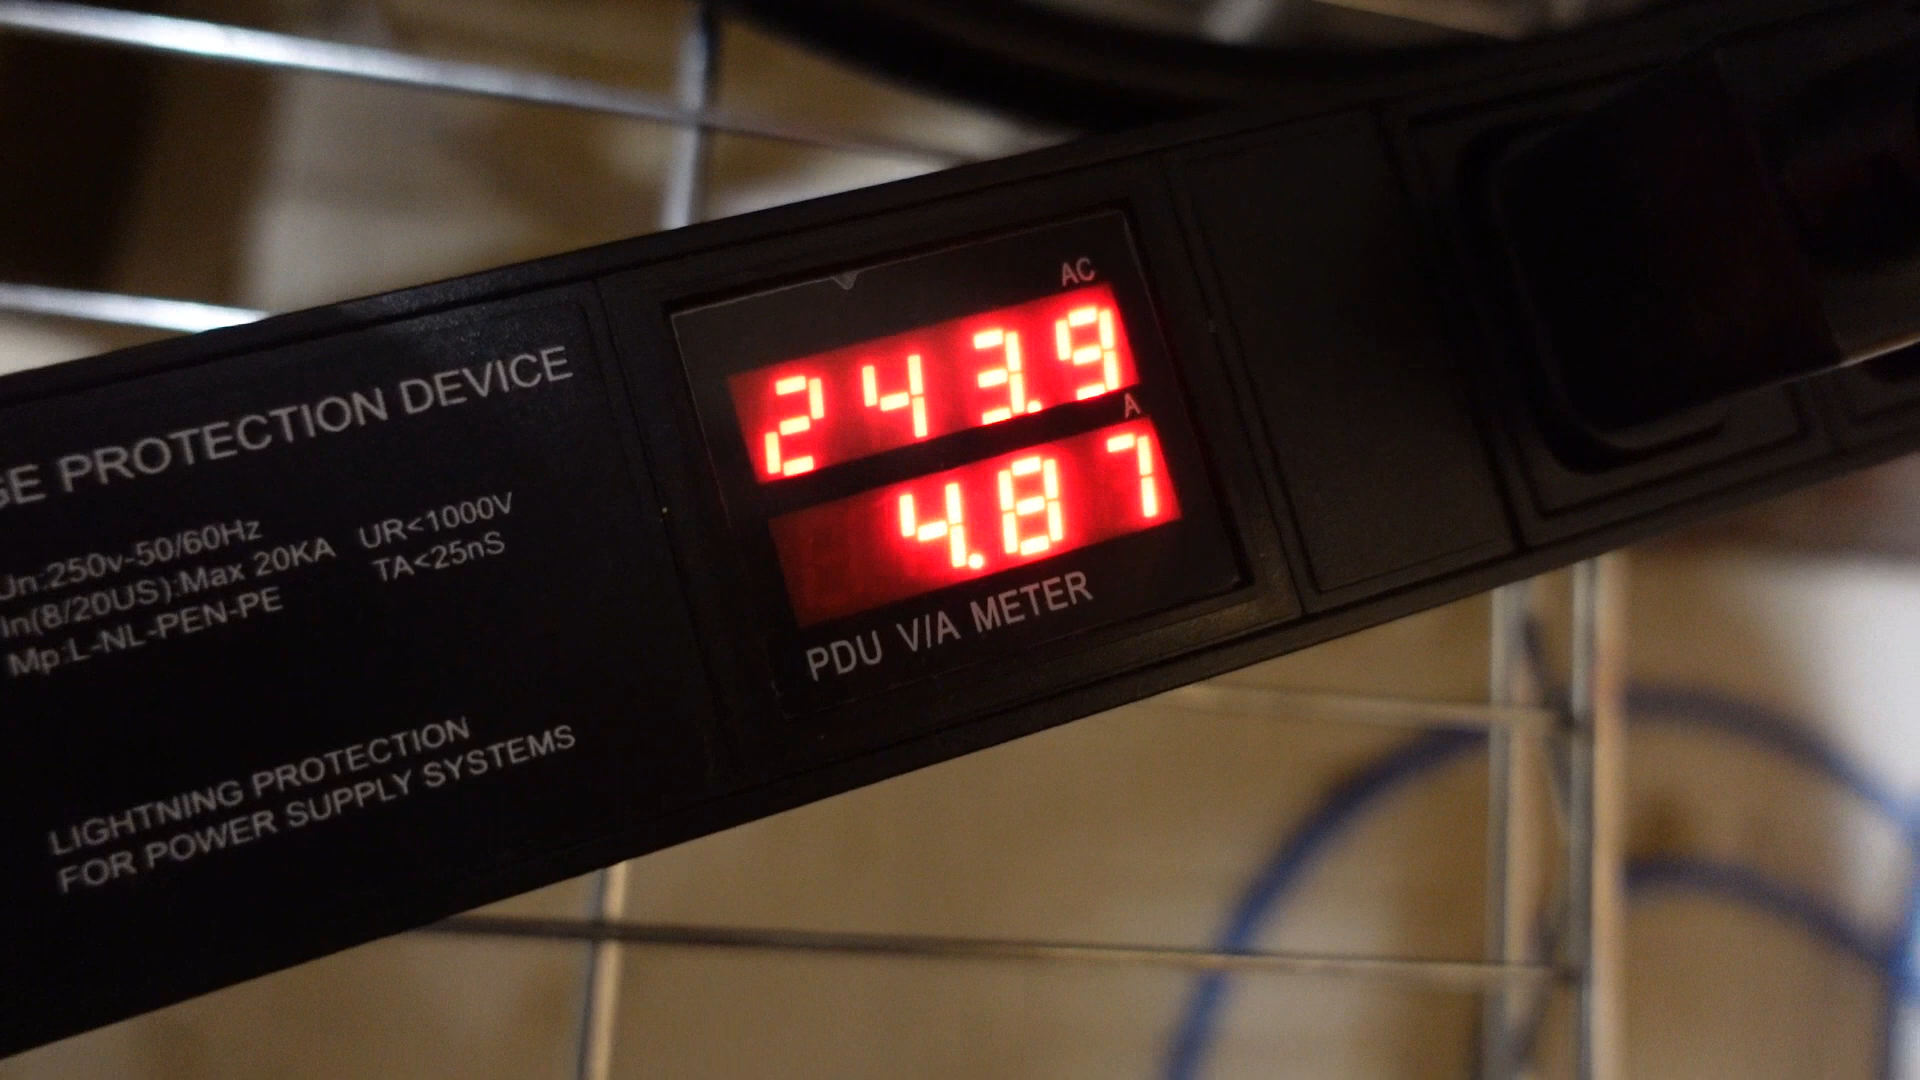 GE PROTECTION DEVICE
Un:250v-50/60Hz
In(8/20US):Max 20KA
Mp:L-NL-PEN-PE
UR<1000V
TA<25nS
LIGHTNING PROTECTION
FOR POWER SUPPLY SYSTEMS
AC
243.9
A
4.87
PDU V/A METER